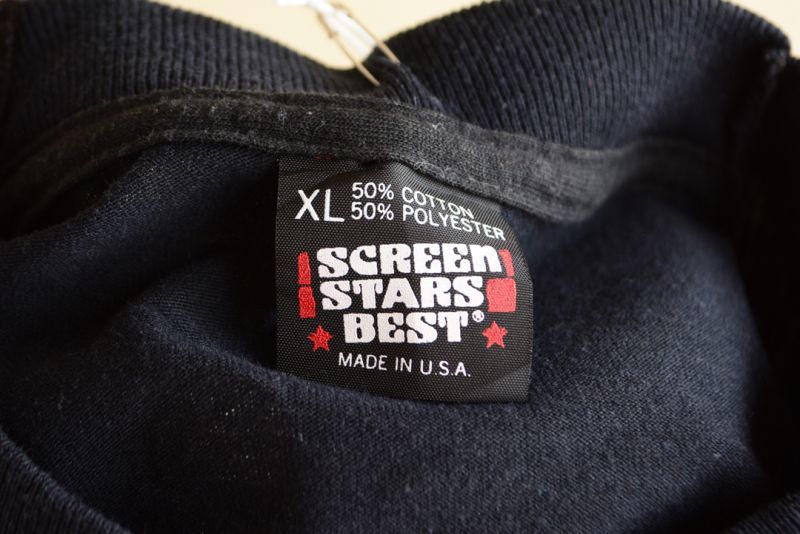 XL 50% COTTON
50% POLYESTER
SCREEN
STARS
BEST®
MADE IN U.S.A.